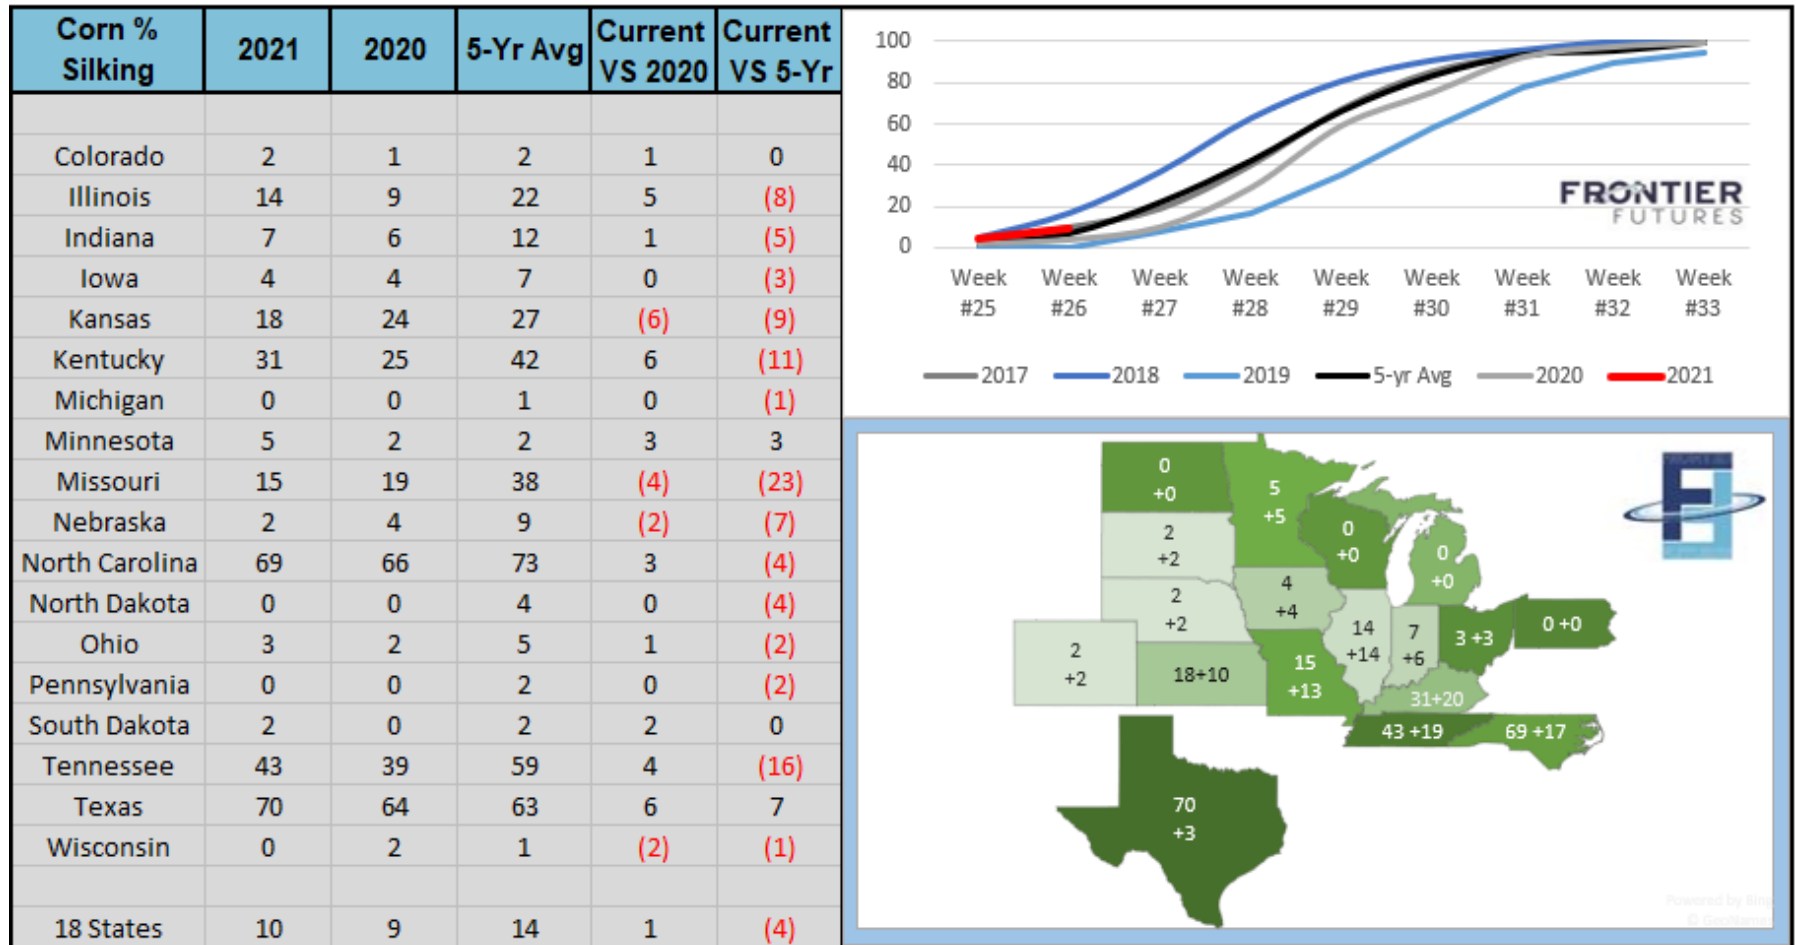 Corn % Silking 2021 2020 5-Yr Avg Current VS 2020 Current VS 5-Yr
Colorado 2 1 2 1 0
Illinois 14 9 22 5 (8)
Indiana 7 6 12 1 (5)
Iowa 4 4 7 0 (3)
Kansas 18 24 27 (6) (9)
Kentucky 31 25 42 6 (11)
Michigan 0 0 1 0 (1)
Minnesota 5 2 2 3 3
Missouri 15 19 38 (4) (23)
Nebraska 2 4 9 (2) (7)
North Carolina 69 66 73 3 (4)
North Dakota 0 0 4 0 (4)
Ohio 3 2 5 1 (2)
Pennsylvania 0 0 2 0 (2)
South Dakota 2 0 2 2 0
Tennessee 43 39 59 4 (16)
Texas 70 64 63 6 7
Wisconsin 0 2 1 (2) (1)
18 States 10 9 14 1 (4)
100
80
60
40
20
0
FRONTIER
FUTURES
Week Week Week Week Week Week Week Week Week
#25 #26 #27 #28 #29 #30 #31 #32 #33
2017 2018 2019 5-yr Avg 2020 2021
0
+0
5
+5
0
+0
0
+0
2
+2
4
+4
2
+2
14
+14
7
+6
3 +3
0 +0
2
+2
18+10
15
+13
31+20
43 +19
69 +17
70
+3
Powered by Bing
© GeoNames